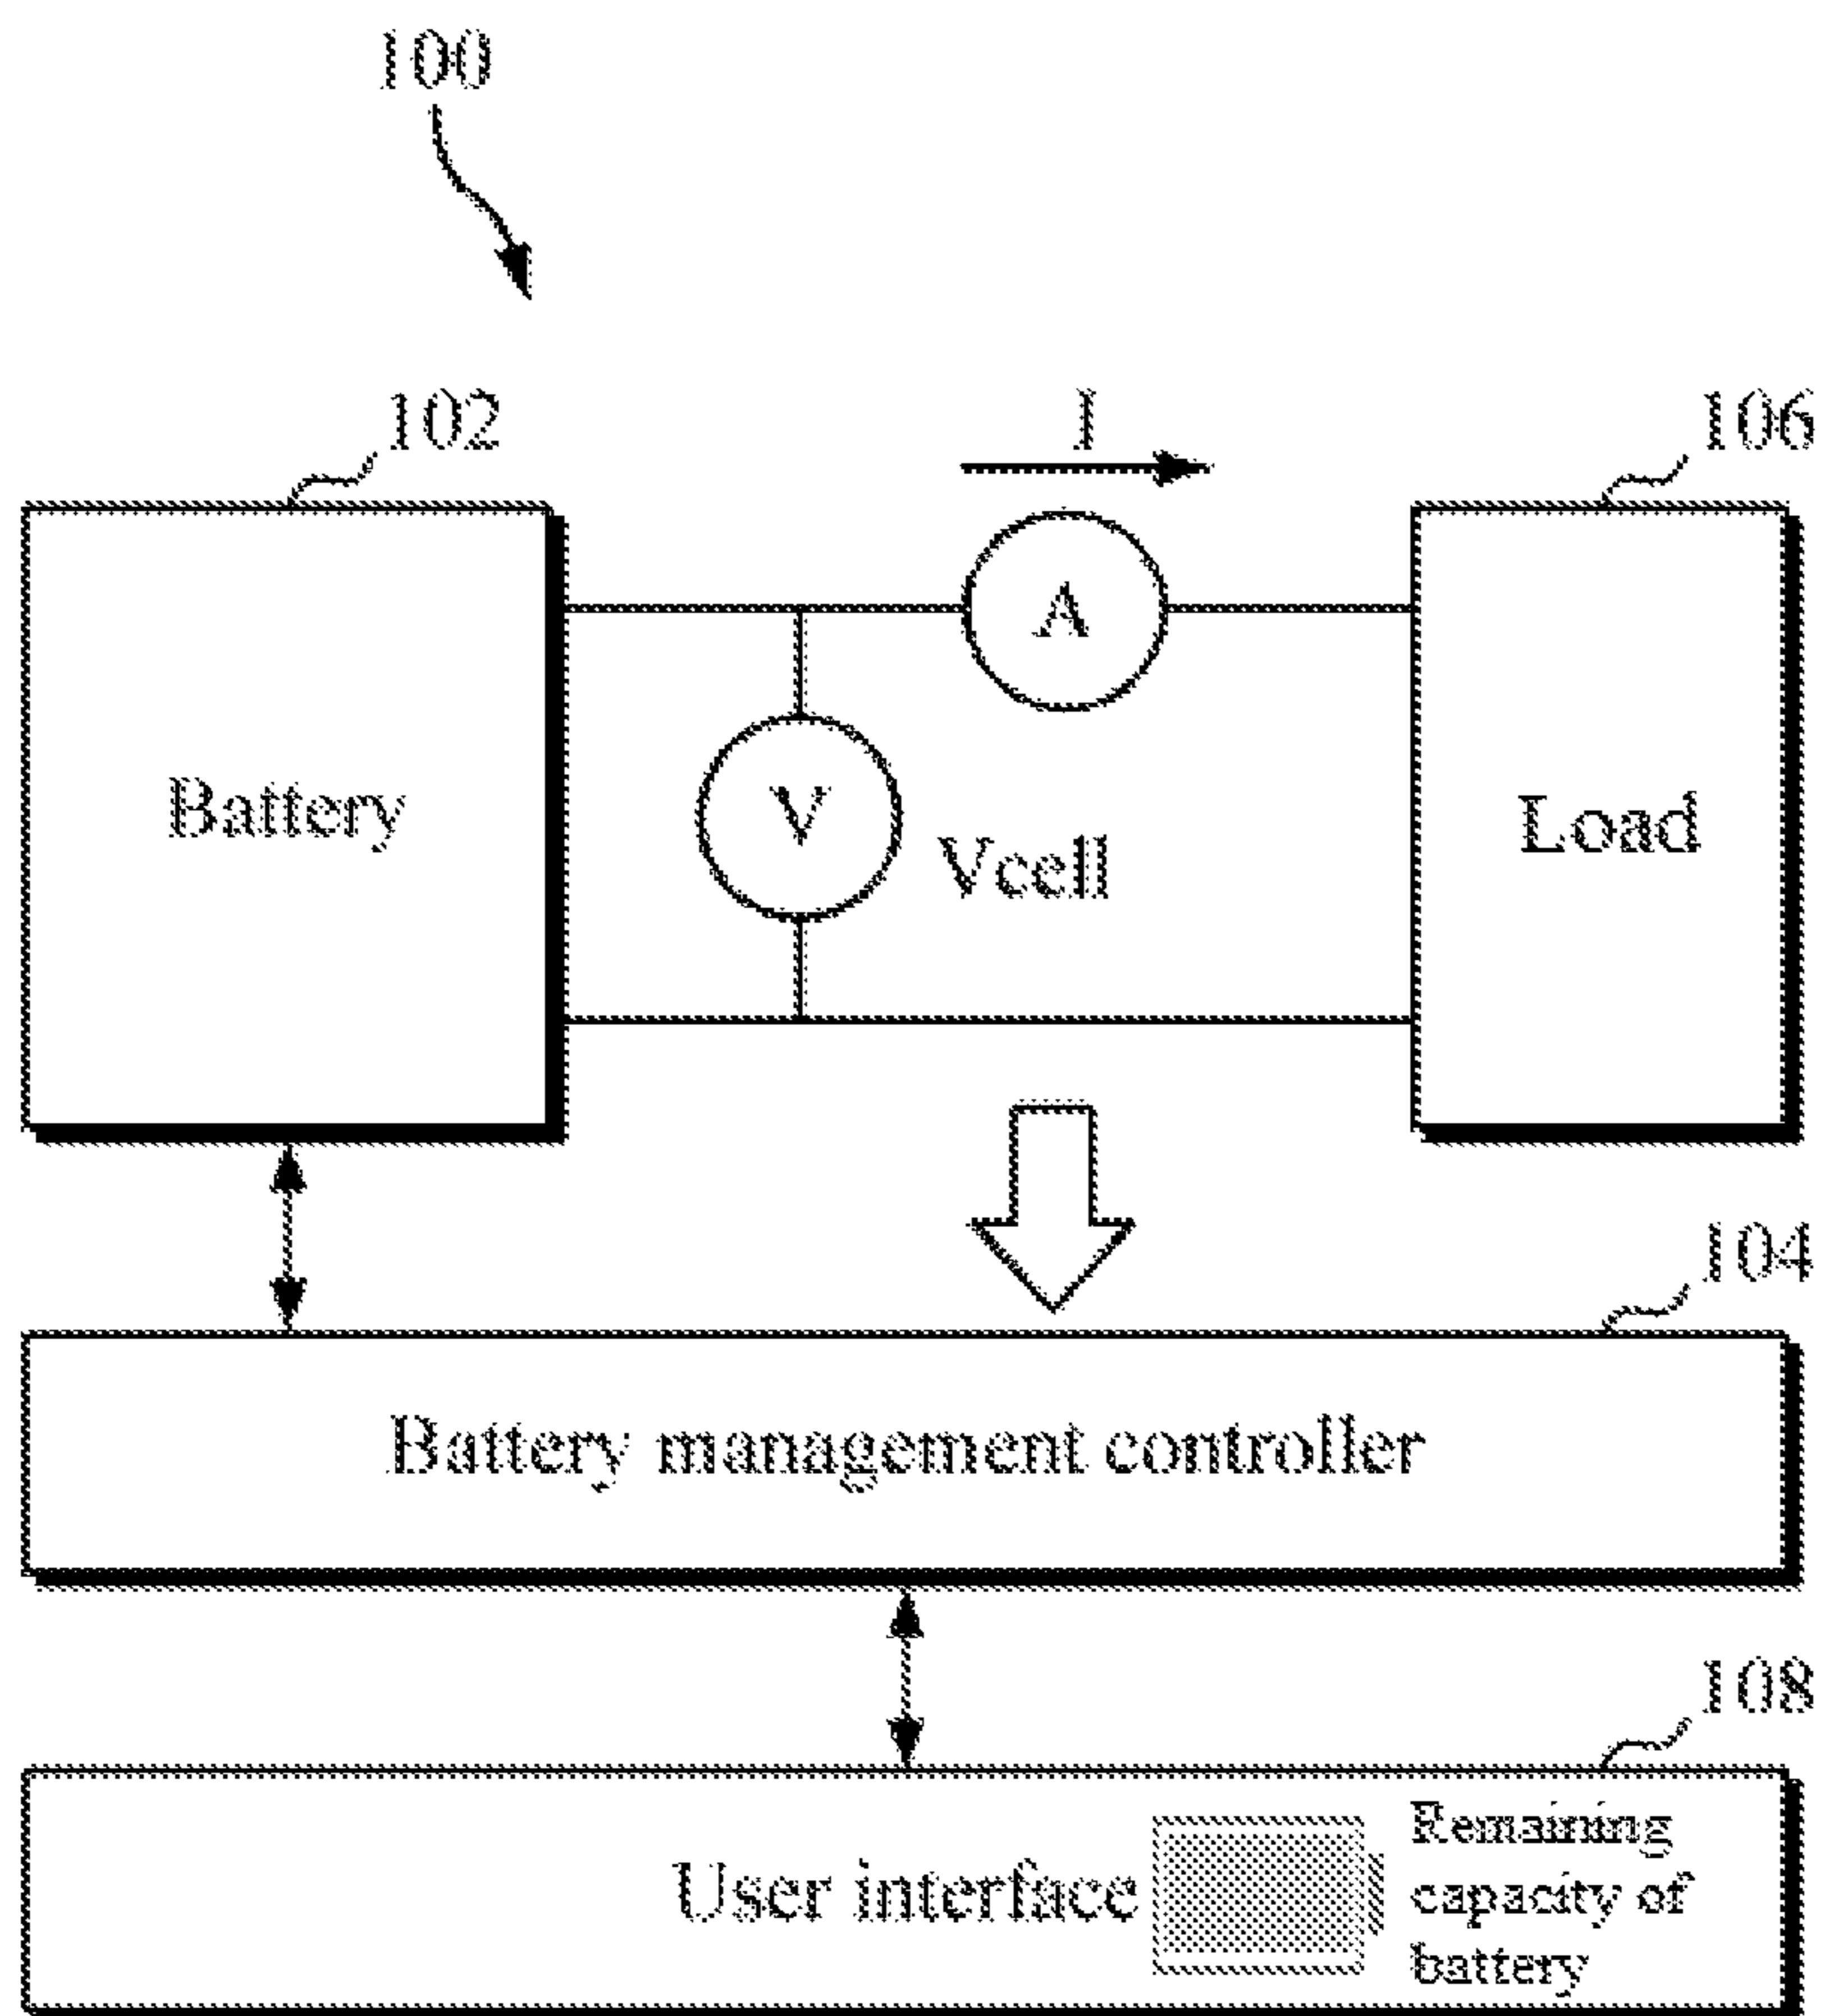 100
102
I
106
A
Battery
V
Vcell
Load
104
Battery management controller
108
User interface
Remaining
capacity of
battery